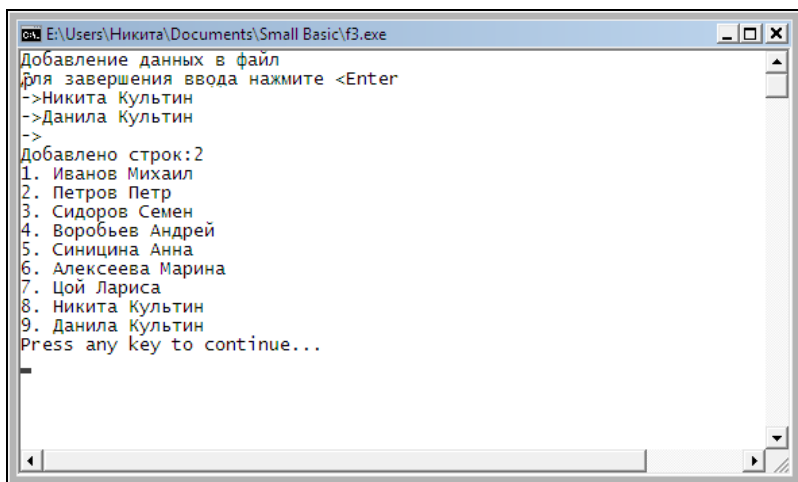 E:\Users\Никита\Documents\Small Basic\f3.exe
Добавление данных в файл
Для завершения ввода нажмите <Enter
->Никита Культин
->Данила Культин
->
Добавлено строк:2
1. Иванов Михаил
2. Петров Петр
3. Сидоров Семен
4. Воробьев Андрей
5. Синицина Анна
6. Алексеева Марина
7. Цой Лариса
8. Никита Культин
9. Данила Культин
Press any key to continue...